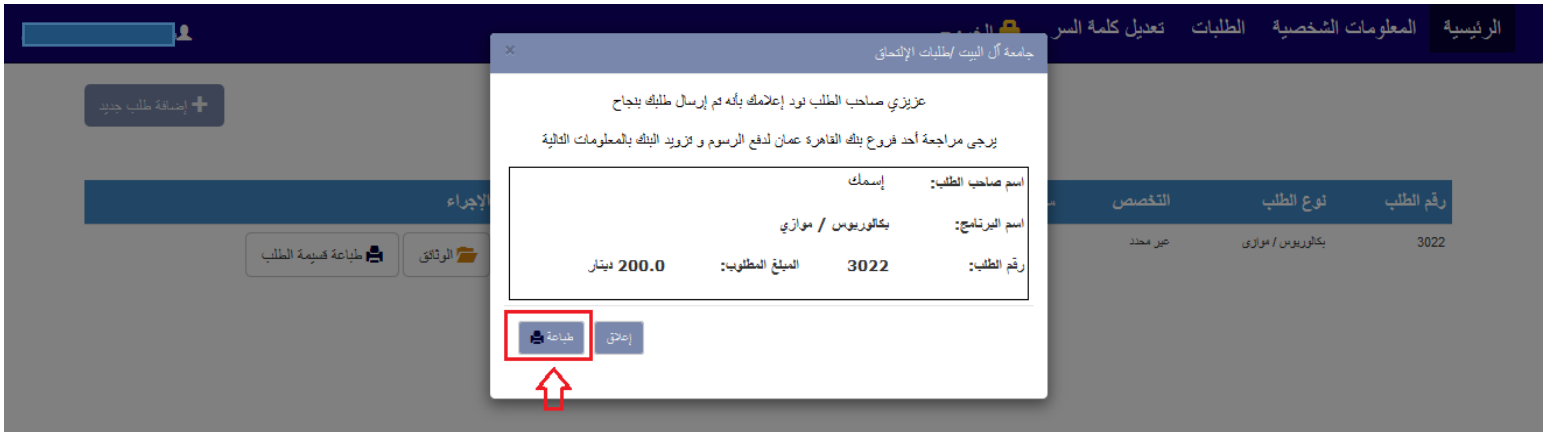 الرئيسية المعلومات الشخصية الطلبات تعديل كلمة السر
جامعة آل البيت /طلبات الإلتحاق ×
إضافة طلب جديد
عزيزي صاحب الطلب نود إعلامك بأنه تم إرسال طلبك بنجاح
يرجى مراجعة أحد فروع بنك القاهرة عمان لدفع الرسوم و تزويد البنك بالمعلومات التالية
رقم الطلب نوع الطلب التخصص الإجراء
3022 بكالوريوس / موازي غير محدد الوثائق طباعة قسيمة الطلب
اسم صاحب الطلب: إسمك
اسم البرنامج: بكالوريوس / موازي
رقم الطلب: 3022 المبلغ المطلوب: 200.0 دينار
إغلاق طباعة